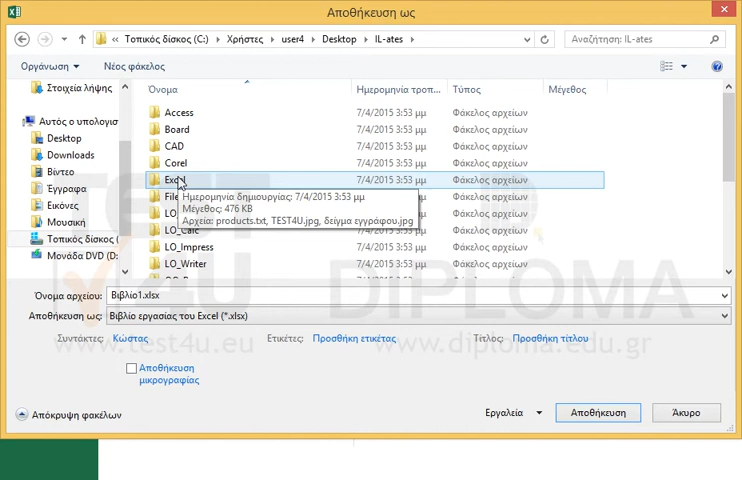 Αποθήκευση ως
Τοπικός δίσκος (C:) Χρήστες user4 Desktop IL-ates
Αναζήτηση: IL-ates
Οργάνωση Νέος φάκελος
Στοιχεία λήψης
Αυτός ο υπολογισ
Desktop
Downloads
Βίντεο
Έγγραφα
Εικόνες
Μουσική
Τοπικός δίσκος (
Μονάδα DVD (D:
Όνομα Ημερομηνία τροπ... Τύπος Μέγεθος
Access 7/4/2015 3:53 μμ Φάκελος αρχείων
Board 7/4/2015 3:53 μμ Φάκελος αρχείων
CAD 7/4/2015 3:53 μμ Φάκελος αρχείων
Corel 7/4/2015 3:53 μμ Φάκελος αρχείων
Excel 7/4/2015 3:53 μμ Φάκελος αρχείων
File Φάκελος αρχείων
Ημερομηνία δημιουργίας: 7/4/2015 3:53 μμ
Μέγεθος: 476 KB
Αρχεία: products.txt, TEST4U.jpg, δείγμα εγγράφου.jpg
Φάκελος αρχείων
LO_Calc 7/4/2015 3:53 μμ Φάκελος αρχείων
LO_Impress 7/4/2015 3:53 μμ Φάκελος αρχείων
LO_Writer 7/4/2015 3:53 μμ Φάκελος αρχείων
Όνομα αρχείου: Βιβλίο1.xlsx
Αποθήκευση ως: Βιβλίο εργασίας του Excel (*.xlsx)
Συντάκτες: Κώστας Ετικέτες: Προσθήκη ετικέτας Τίτλος: Προσθήκη τίτλου
Αποθήκευση
μικρογραφίας
Απόκρυψη φακέλων
Εργαλεία Αποθήκευση Άκυρο
TEST
4U
DIPLOMA
www.test4u.eu www.diploma.edu.gr